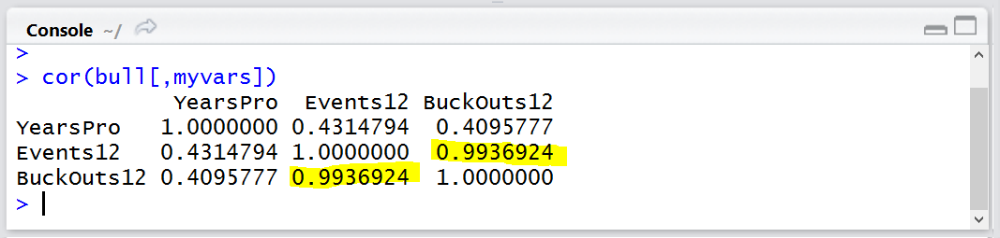 Console ~/
>
> cor(bull[,myvars])
YearsPro Events12 BuckOuts12
YearsPro 1.0000000 0.4314794 0.4095777
Events12 0.4314794 1.0000000 0.9936924
BuckOuts12 0.4095777 0.9936924 1.0000000
>